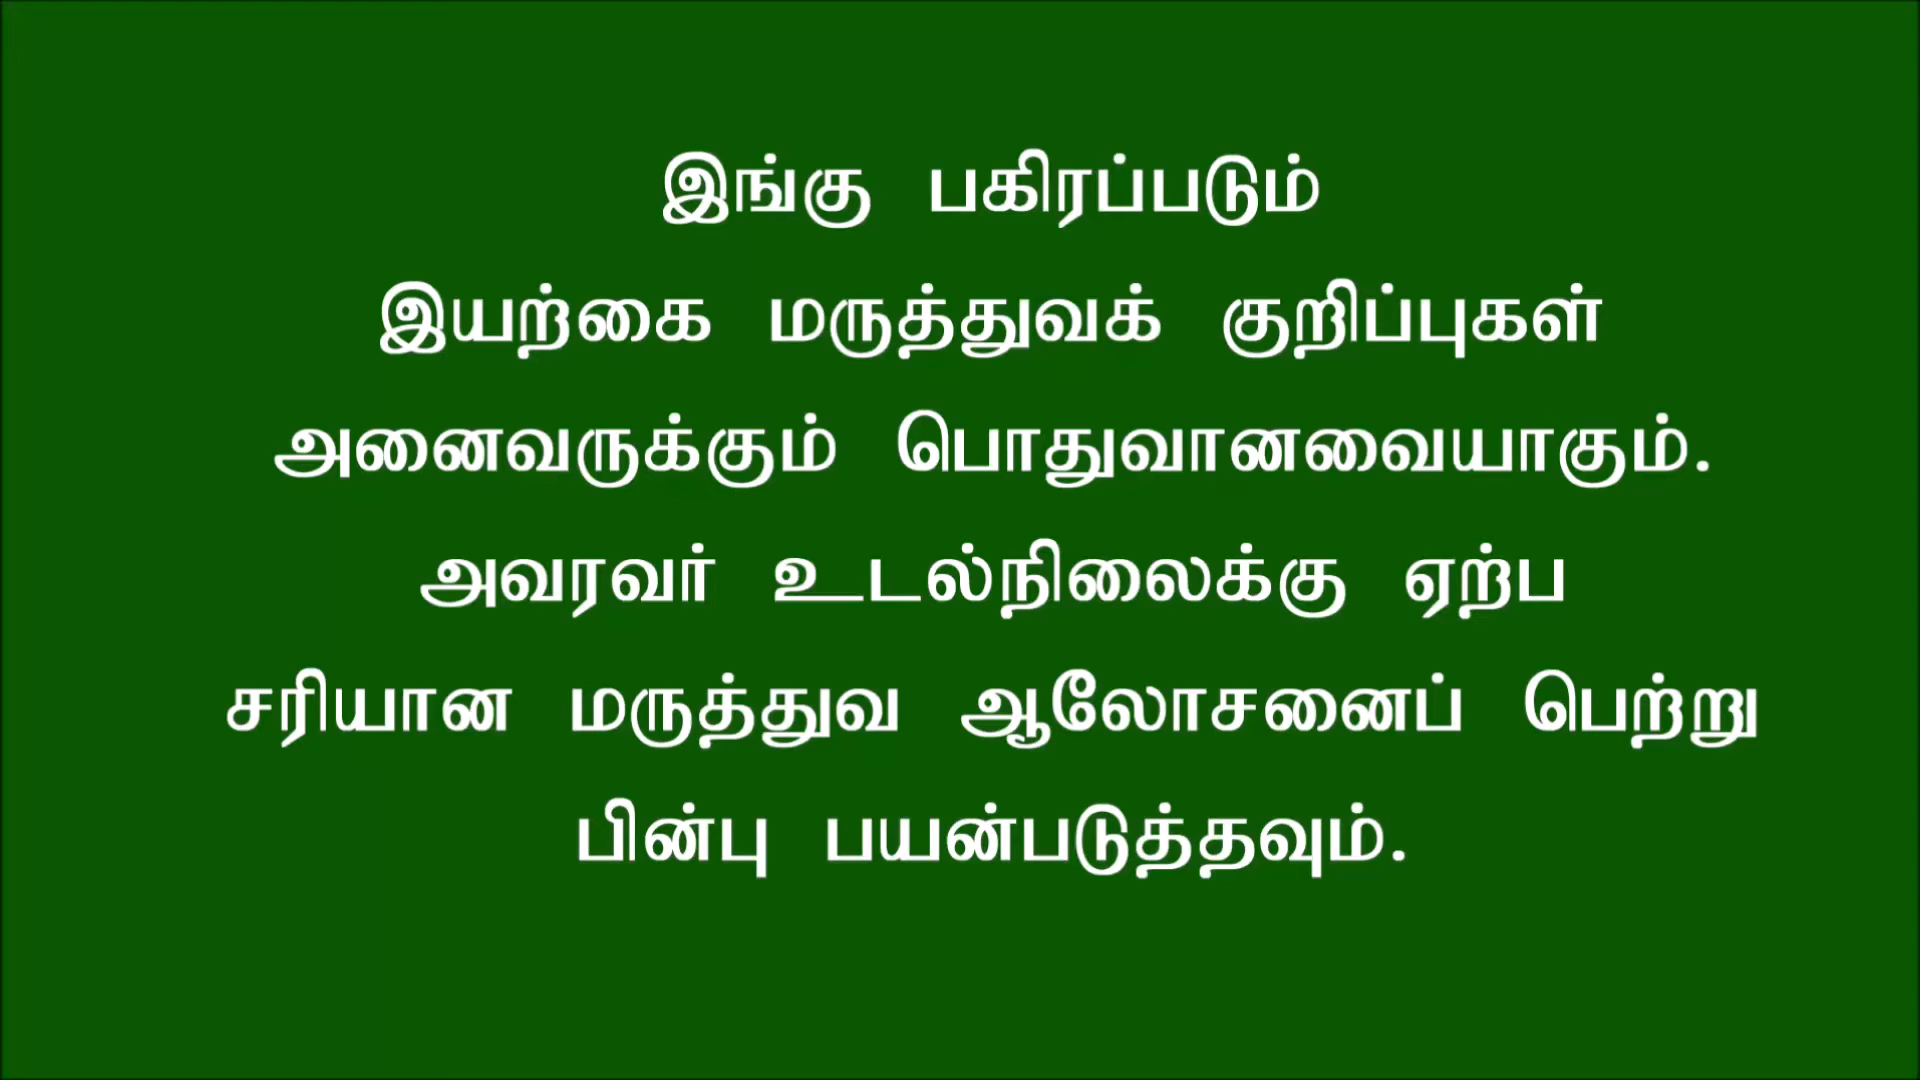 இங்கு பகிரப்படும்
இயற்கை மருத்துவக் குறிப்புகள்
அனைவருக்கும் பொதுவானவையாகும்.
அவரவர் உடல்நிலைக்கு ஏற்ப
சரியான மருத்துவ ஆலோசனைப் பெற்று
பின்பு பயன்படுத்தவும்.